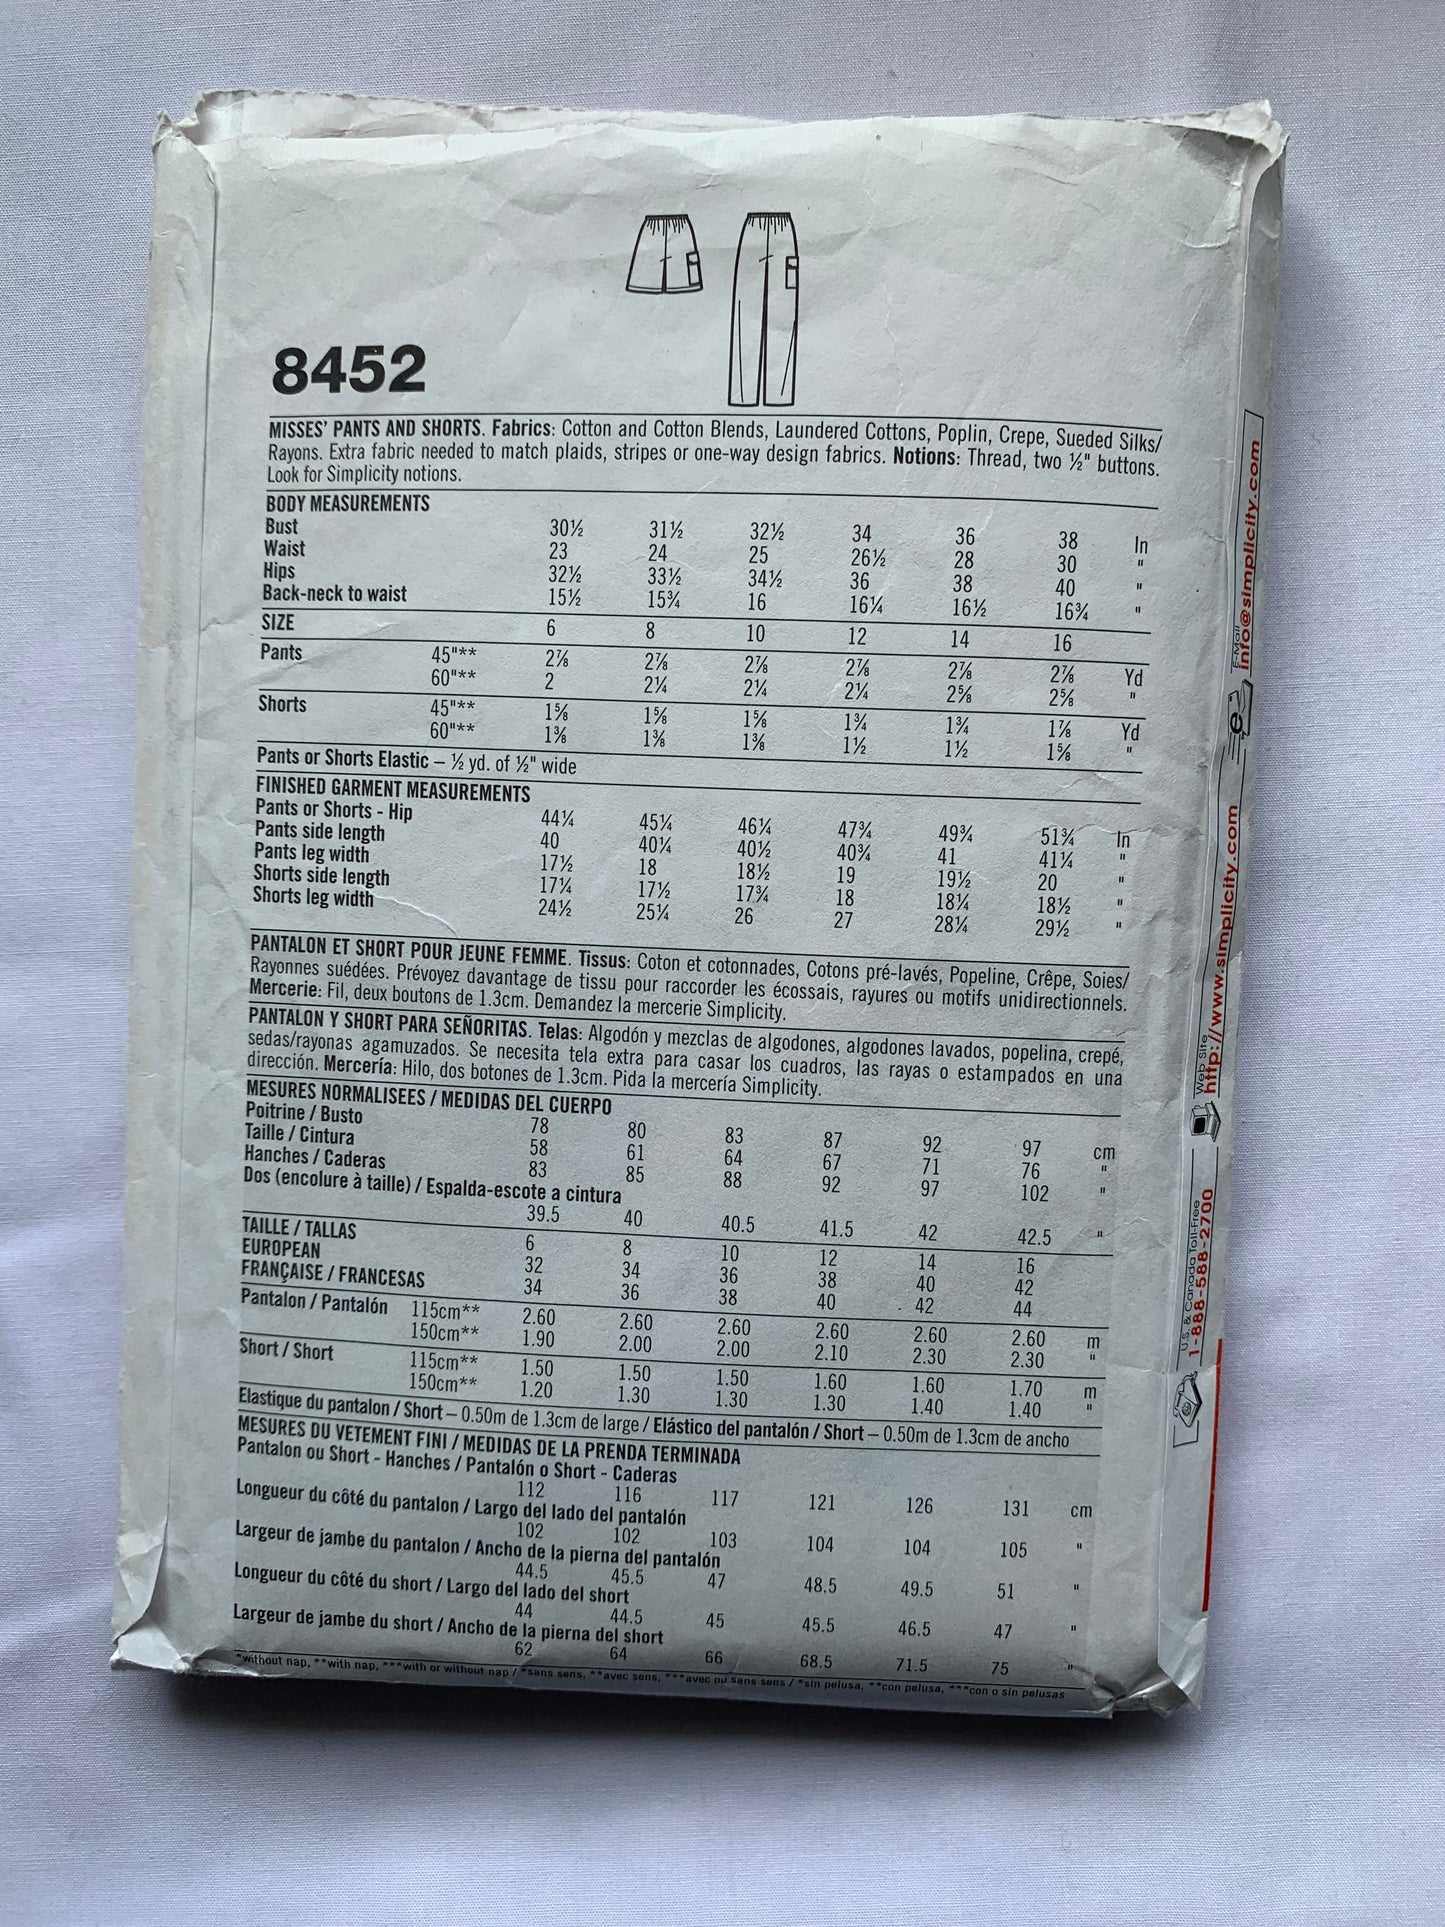 8452
MISSES' PANTS AND SHORTS. Fabrics: Cotton and Cotton Blends, Laundered Cottons, Poplin, Crepe, Sueded Silks/
Rayons. Extra fabric needed to match plaids, stripes or one-way design fabrics. Notions: Thread, two ½" buttons.
Look for Simplicity notions.
BODY MEASUREMENTS
Bust 30½ 31½ 32½ 34 36 38 In
Waist 23 24 25 26½ 28 30 "
Hips 32½ 33½ 34½ 36 38 40 "
Back-neck to waist 15½ 15¾ 16 16¼ 16½ 16¾ "
SIZE 6 8 10 12 14 16
Pants 45"** 2⅞ 2⅞ 2⅞ 2⅞ 2⅞ 2⅞ Yd
60"** 2 2¼ 2¼ 2¼ 2⅝ 2⅝ "
Shorts 45"** 1⅝ 1⅝ 1⅝ 1¾ 1¾ 1⅞ Yd
60"** 1⅜ 1⅜ 1⅜ 1½ 1½ 1⅝ "
Pants or Shorts Elastic – ½ yd. of ½" wide
FINISHED GARMENT MEASUREMENTS
Pants or Shorts - Hip 44¼ 45¼ 46¼ 47¾ 49¾ 51¾ In
Pants side length 40 40¼ 40½ 40¾ 41 41¼ "
Pants leg width 17½ 18 18½ 19 19½ 20 "
Shorts side length 17¼ 17½ 17¾ 18 18¼ 18½ "
Shorts leg width 24½ 25¼ 26 27 28¼ 29½ "
PANTALON ET SHORT POUR JEUNE FEMME. Tissus: Coton et cotonnades, Cotons pré-lavés, Popeline, Crêpe, Soies/
Rayonnes suédées. Prévoyez davantage de tissu pour raccorder les écossais, rayures ou motifs unidirectionnels.
Mercerie: Fil, deux boutons de 1.3cm. Demandez la mercerie Simplicity.
PANTALON Y SHORT PARA SEÑORITAS. Telas: Algodón y mezclas de algodones, algodones lavados, popelina, crepé,
sedas/rayonas agamuzados. Se necesita tela extra para casar los cuadros, las rayas o estampados en una
dirección. Mercería: Hilo, dos botones de 1.3cm. Pida la mercería Simplicity.
MESURES NORMALISEES / MEDIDAS DEL CUERPO
Poitrine / Busto 78 80 83 87 92 97 cm
Taille / Cintura 58 61 64 67 71 76 "
Hanches / Caderas 83 85 88 92 97 102 "
Dos (encolure à taille) / Espalda-escote a cintura
39.5 40 40.5 41.5 42 42.5 "
TAILLE / TALLAS 6 8 10 12 14 16
EUROPEAN 32 34 36 38 40 42
FRANÇAISE / FRANCESAS 34 36 38 40 42 44
Pantalon / Pantalón 115cm** 2.60 2.60 2.60 2.60 2.60 2.60 m
150cm** 1.90 2.00 2.00 2.10 2.30 2.30 "
Short / Short 115cm** 1.50 1.50 1.50 1.60 1.60 1.70 m
150cm** 1.20 1.30 1.30 1.30 1.40 1.40 "
Elastique du pantalon / Short – 0.50m de 1.3cm de large / Elástico del pantalón / Short – 0.50m de 1.3cm de ancho
MESURES DU VETEMENT FINI / MEDIDAS DE LA PRENDA TERMINADA
Pantalon ou Short - Hanches / Pantalón o Short - Caderas
112 116 117 121 126 131 cm
Longueur du côté du pantalon / Largo del lado del pantalón
102 102 103 104 104 105 "
Largeur de jambe du pantalon / Ancho de la pierna del pantalón
44.5 45.5 47 48.5 49.5 51 "
Longueur du côté du short / Largo del lado del short
44 44.5 45 45.5 46.5 47 "
Largeur de jambe du short / Ancho de la pierna del short
62 64 66 68.5 71.5 75 "
*without nap, **with nap, ***with or without nap / *sans sens, **avec sens, ***avec ou sans sens / *sin pelusa, **con pelusa, ***con o sin pelusas
E-Mail
info@simplicity.com
e
Web Site
http://www.simplicity.com
U.S. & Canada Toll-Free
1-888-588-2700